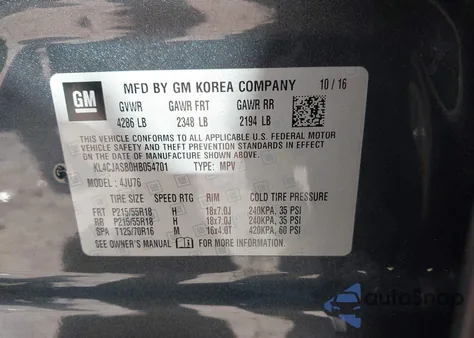 GM
MFD BY GM KOREA COMPANY 10/16
GVWR GAWR FRT GAWR RR
4286 LB 2348 LB 2194 LB
THIS VEHICLE CONFORMS TO ALL APPLICABLE U.S. FEDERAL MOTOR
VEHICLE SAFETY AND THEFT PREVENTION STANDARDS IN EFFECT
ON THE DATE OF MANUFACTURE SHOWN ABOVE.
KL4CJASB0HB054701 TYPE: MPV
MODEL: 4JU76
TIRE SIZE SPEED RTG RIM COLD TIRE PRESSURE
FRT P215/55R18 H 18x7.0J 240KPA, 35 PSI
RR P215/55R18 H 18x7.0J 240KPA, 35 PSI
SPA T125/70R16 M 16x4.0T 420KPA, 60 PSI
SEE OWNER'S MANUAL FOR MORE INFORMATION
autoSnap